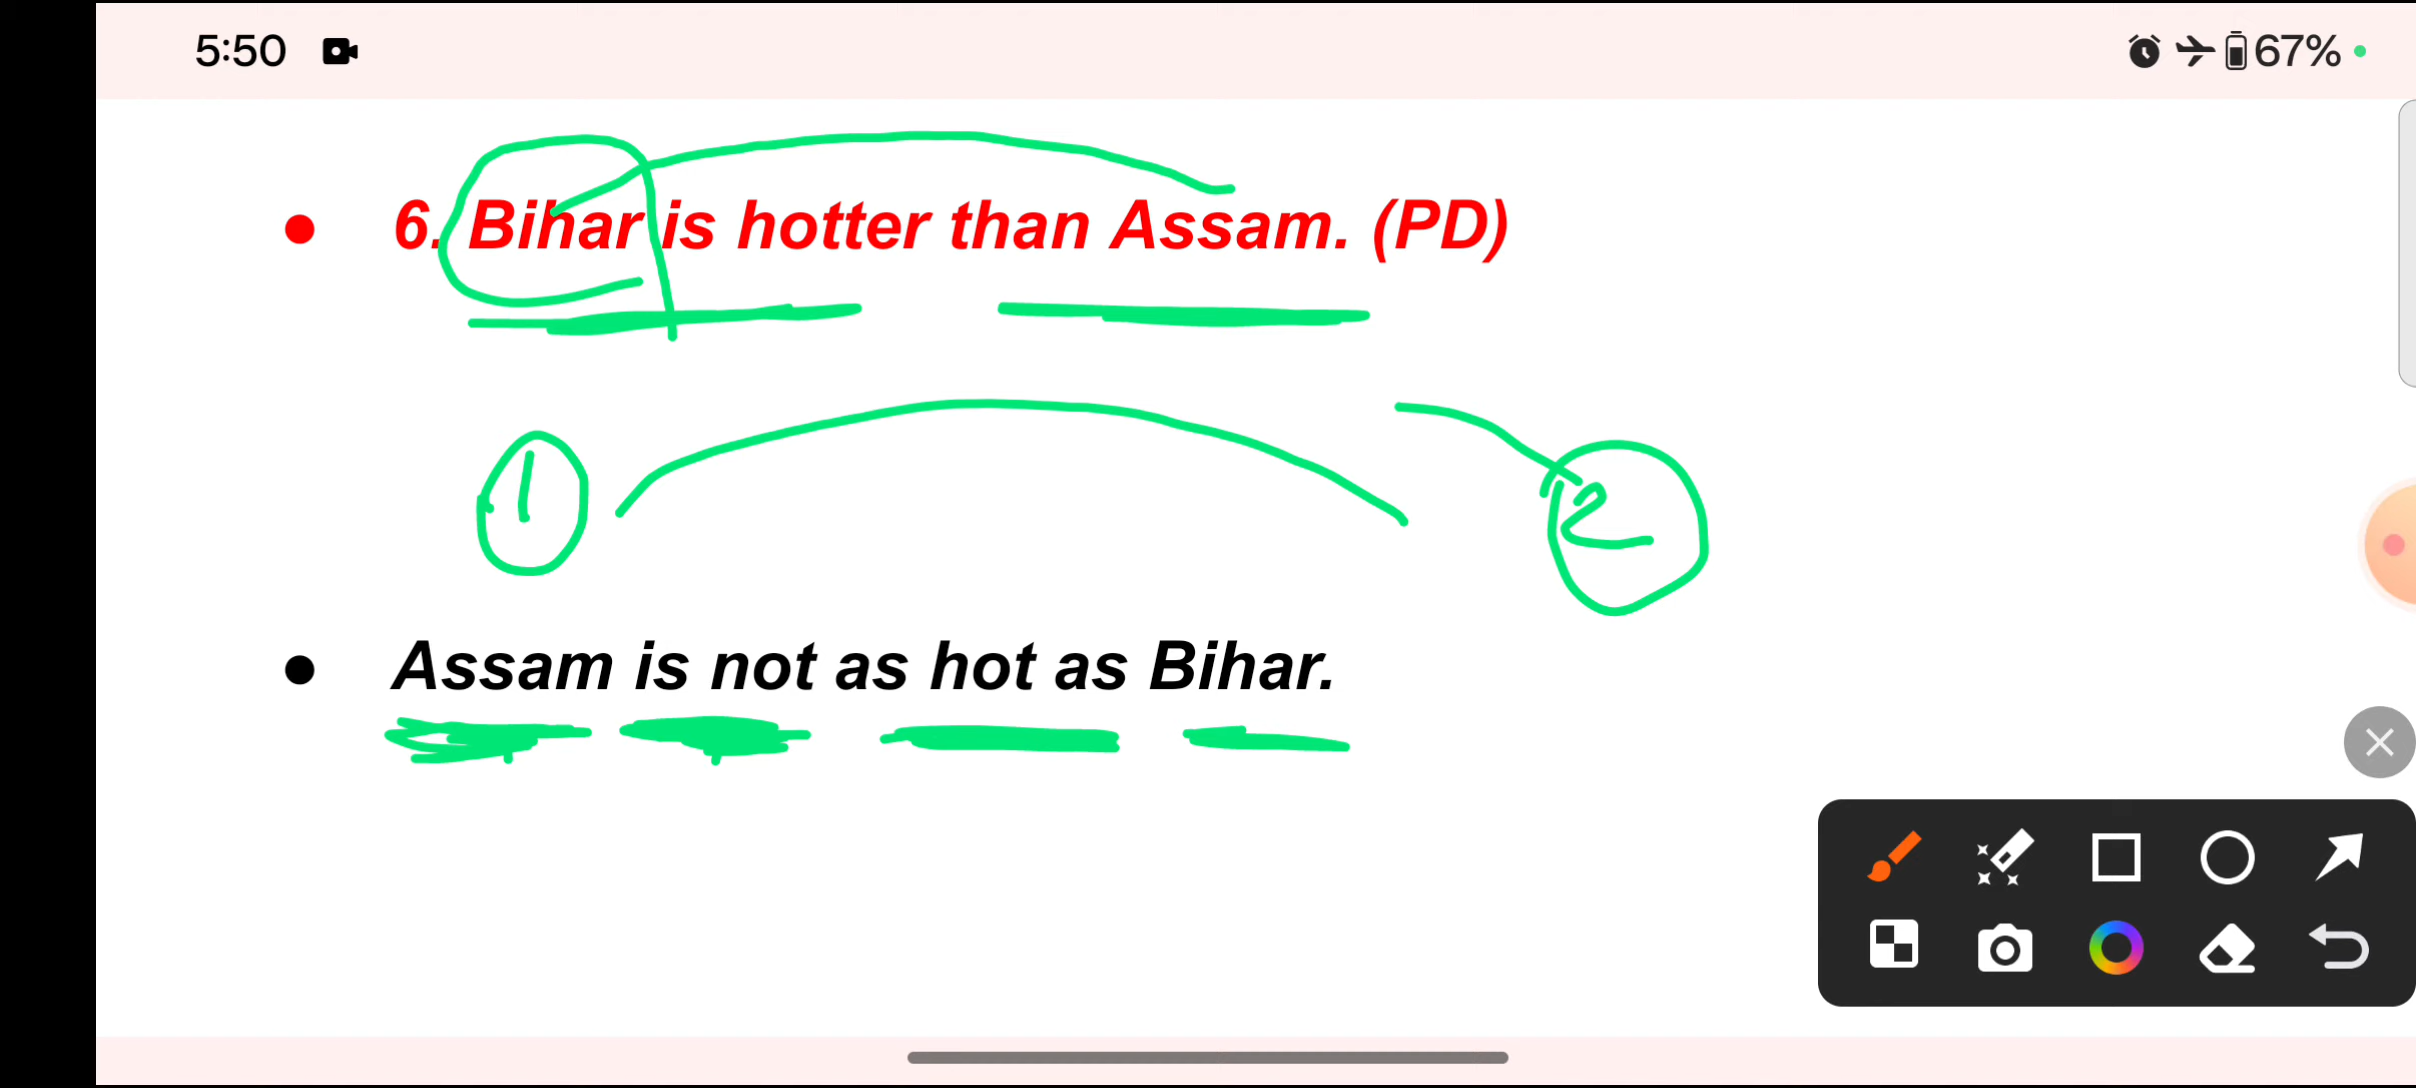 5:50 67%
6. Bihar is hotter than Assam. (PD)
1 2
Assam is not as hot as Bihar.